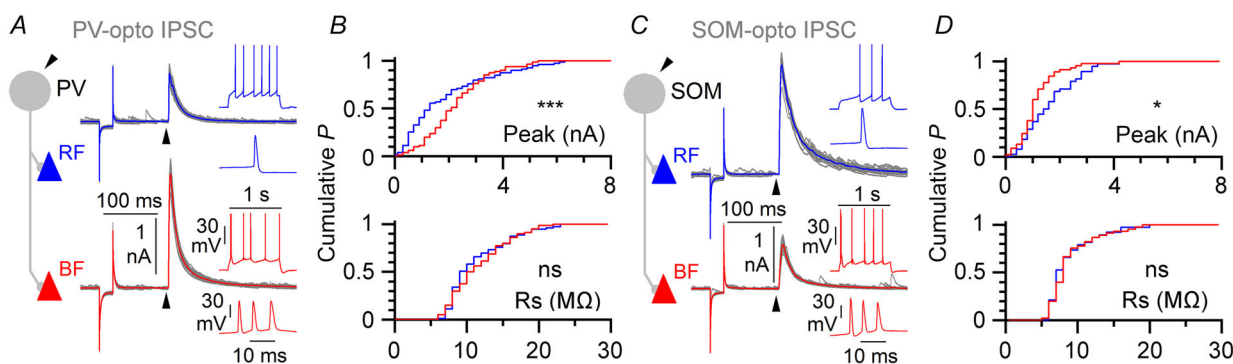 A PV-opto IPSC
PV
RF
BF
100 ms
1
nA
1 s
30
mV
30
mV
10 ms
B
Cumulative P
1
0.5
0
***
Peak (nA)
0 4 8
1
0.5
0
ns
Rs (MΩ)
0 10 20 30
C SOM-opto IPSC
SOM
RF
BF
100 ms
1
nA
1 s
30
mV
30
mV
10 ms
D
Cumulative P
1
0.5
0
*
Peak (nA)
0 4 8
1
0.5
0
ns
Rs (MΩ)
0 10 20 30